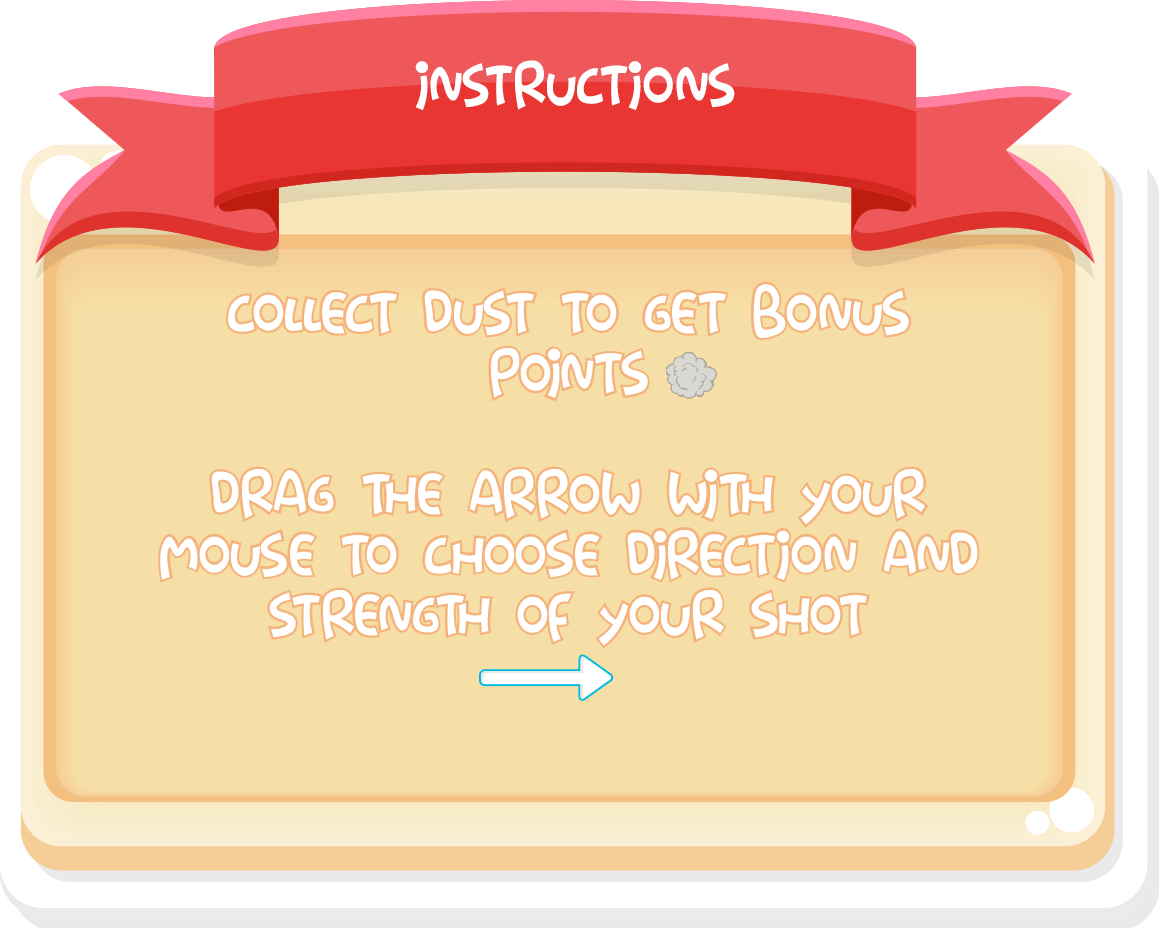 INSTRUCTIONS
COLLECT DUST TO GET BONUS
POINTS
DRAG THE ARROW WITH YOUR
MOUSE TO CHOOSE DIRECTION AND
STRENGTH OF YOUR SHOT